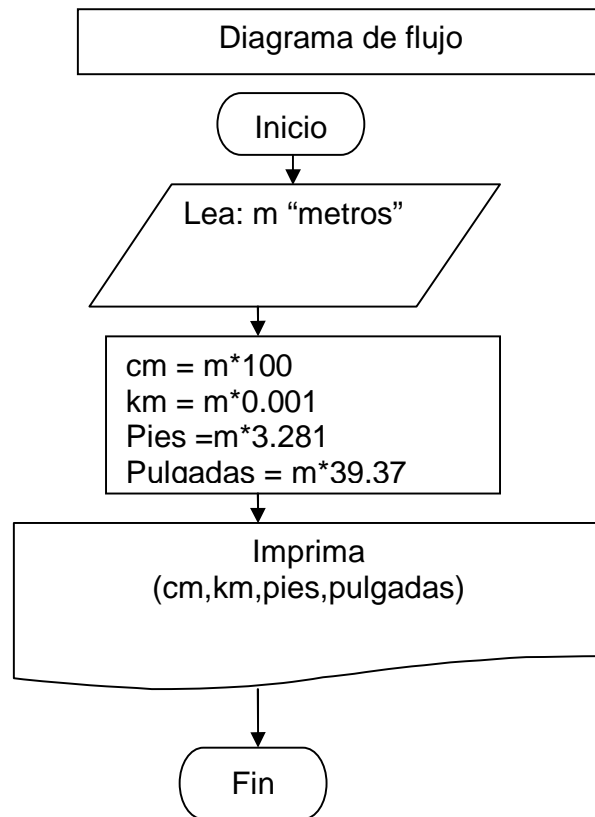 Diagrama de flujo
Inicio
Lea: m “metros”
cm = m*100
km = m*0.001
Pies =m*3.281
Pulgadas = m*39.37
Imprima
(cm,km,pies,pulgadas)
Fin